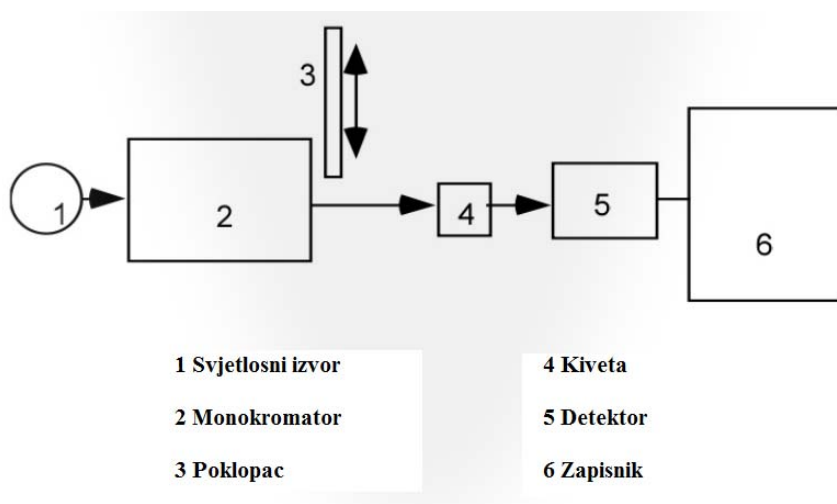 3
1
2
4
5
6
1 Svjetlosni izvor
2 Monokromator
3 Poklopac
4 Kiveta
5 Detektor
6 Zapisnik